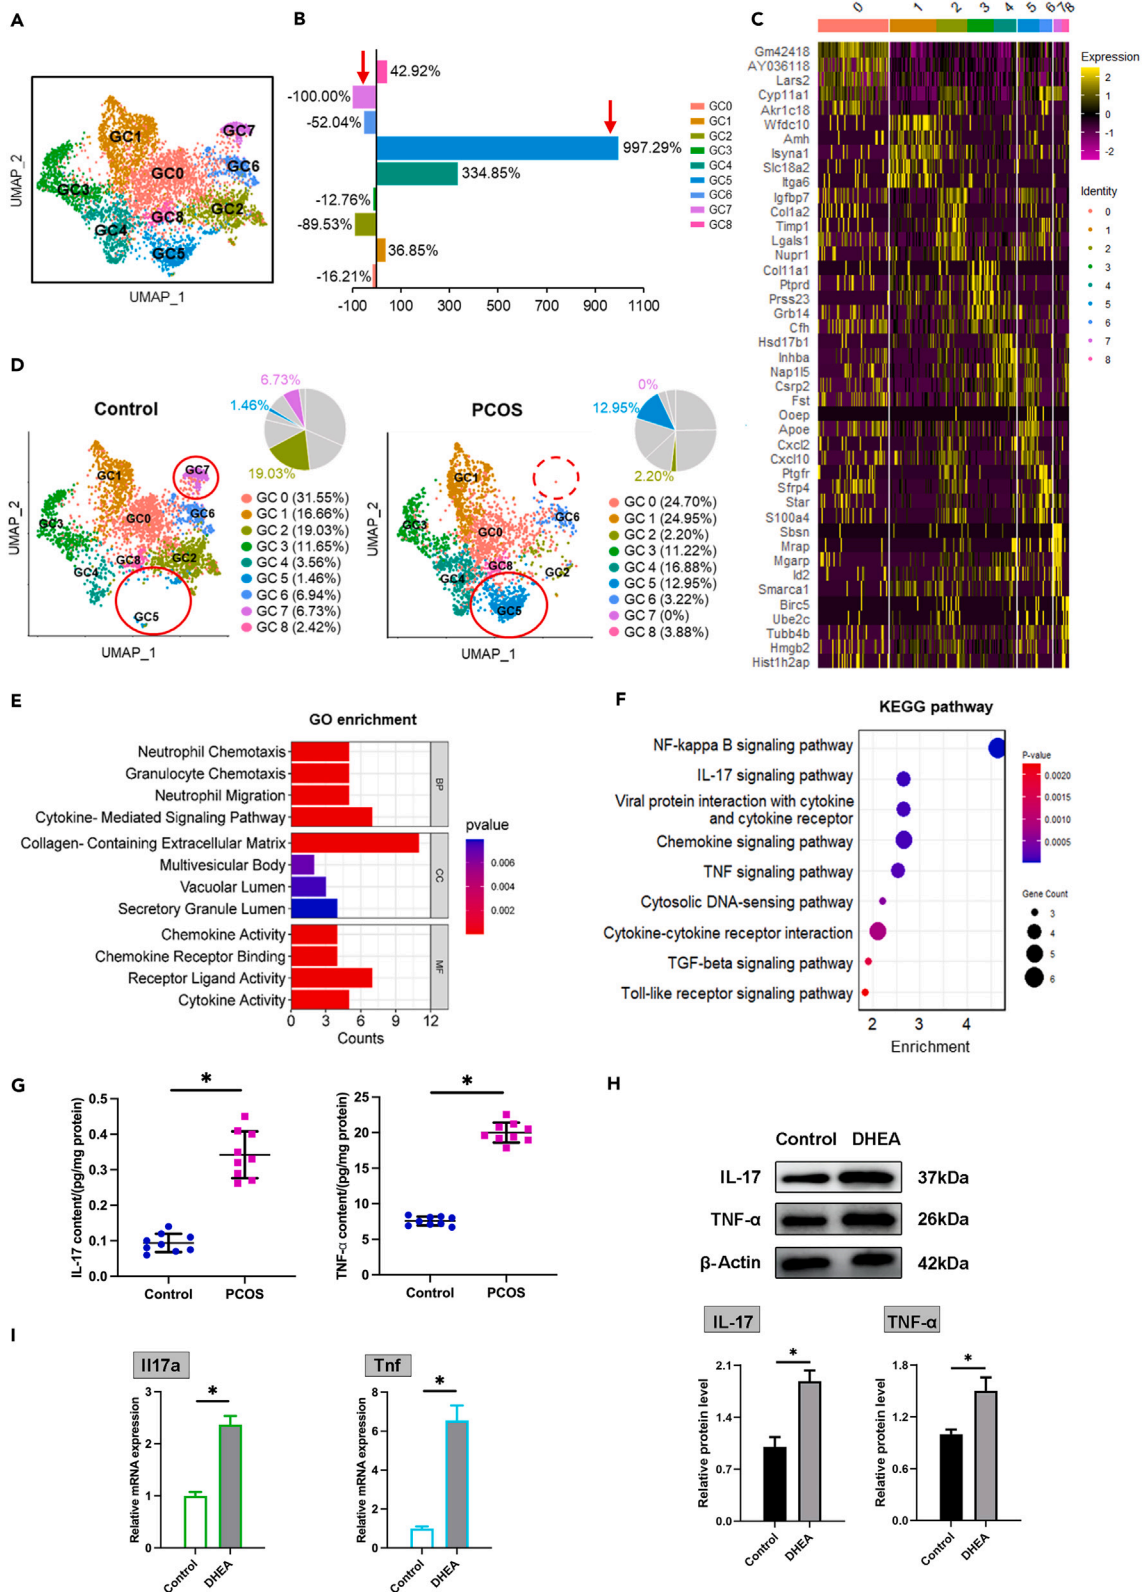 A
GC1
GC7
GC0
GC6
GC3
GC8
GC2
GC4
GC5
UMAP_2
UMAP_1
B
42.92%
-100.00%
-52.04%
997.29%
334.85%
-12.76%
-89.53%
36.85%
-16.21%
-100 100 300 500 700 900 1100
GC0
GC1
GC2
GC3
GC4
GC5
GC6
GC7
GC8
C
0 1 2 3 4 5 6 7 8
Gm42418
AY036118
Lars2
Cyp11a1
Akr1c18
Wfdc10
Amh
Isyna1
Slc18a2
Itga6
Igfbp7
Col1a2
Timp1
Lgals1
Nupr1
Col11a1
Ptprd
Prss23
Grb14
Cfh
Hsd17b1
Inhba
Nap1l5
Csrp2
Fst
Ooep
Apoe
Cxcl2
Cxcl10
Ptgfr
Sfrp4
Star
S100a4
Sbsn
Mrap
Mgarp
Id2
Smarca1
Birc5
Ube2c
Tubb4b
Hmgb2
Hist1h2ap
Expression
2
1
0
-1
-2
Identity
0
1
2
3
4
5
6
7
8
D
Control
6.73%
1.46%
19.03%
GC1
GC7
GC0
GC6
GC3
GC8
GC2
GC4
GC5
UMAP_2
UMAP_1
GC 0 (31.55%)
GC 1 (16.66%)
GC 2 (19.03%)
GC 3 (11.65%)
GC 4 (3.56%)
GC 5 (1.46%)
GC 6 (6.94%)
GC 7 (6.73%)
GC 8 (2.42%)
PCOS
0%
12.95%
2.20%
GC1
GC6
GC3
GC0
GC8
GC2
GC4
GC5
UMAP_2
UMAP_1
GC 0 (24.70%)
GC 1 (24.95%)
GC 2 (2.20%)
GC 3 (11.22%)
GC 4 (16.88%)
GC 5 (12.95%)
GC 6 (3.22%)
GC 7 (0%)
GC 8 (3.88%)
E
GO enrichment
Neutrophil Chemotaxis
Granulocyte Chemotaxis
Neutrophil Migration
Cytokine- Mediated Signaling Pathway
Collagen- Containing Extracellular Matrix
Multivesicular Body
Vacuolar Lumen
Secretory Granule Lumen
Chemokine Activity
Chemokine Receptor Binding
Receptor Ligand Activity
Cytokine Activity
BP
CC
MF
0 3 6 9 12
Counts
pvalue
0.006
0.004
0.002
F
KEGG pathway
NF-kappa B signaling pathway
IL-17 signaling pathway
Viral protein interaction with cytokine
and cytokine receptor
Chemokine signaling pathway
TNF signaling pathway
Cytosolic DNA-sensing pathway
Cytokine-cytokine receptor interaction
TGF-beta signaling pathway
Toll-like receptor signaling pathway
2 3 4
Enrichment
P-value
0.0020
0.0015
0.0010
0.0005
Gene Count
3
4
5
6
G
IL-17 content/(pg/mg protein)
0.5
0.4
0.3
0.2
0.1
0.0
*
Control PCOS
TNF-α content/(pg/mg protein)
25
20
15
10
5
0
*
Control PCOS
H
Control DHEA
IL-17 37kDa
TNF-α 26kDa
β-Actin 42kDa
IL-17
Relative protein level
2.1
1.4
0.7
0.0
*
Control DHEA
TNF-α
Relative protein level
1.8
1.2
0.6
0.0
*
Control DHEA
I
Il17a
Relative mRNA expression
3
2
1
0
*
Control DHEA
Tnf
Relative mRNA expression
8
6
4
2
0
*
Control DHEA